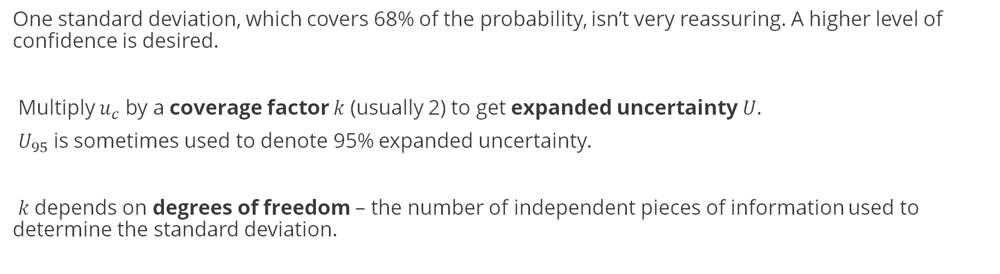 One standard deviation, which covers 68% of the probability, isn’t very reassuring. A higher level of
confidence is desired.
Multiply u_c by a coverage factor k (usually 2) to get expanded uncertainty U.
U_95 is sometimes used to denote 95% expanded uncertainty.
k depends on degrees of freedom – the number of independent pieces of information used to
determine the standard deviation.